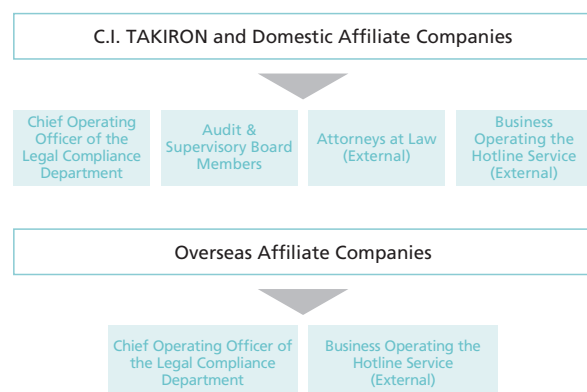 C.I. TAKIRON and Domestic Affiliate Companies
Chief Operating
Officer of the
Legal Compliance
Department
Audit &
Supervisory Board
Members
Attorneys at Law
(External)
Business
Operating the
Hotline Service
(External)
Overseas Affiliate Companies
Chief Operating Officer of
the Legal Compliance
Department
Business Operating the
Hotline Service
(External)